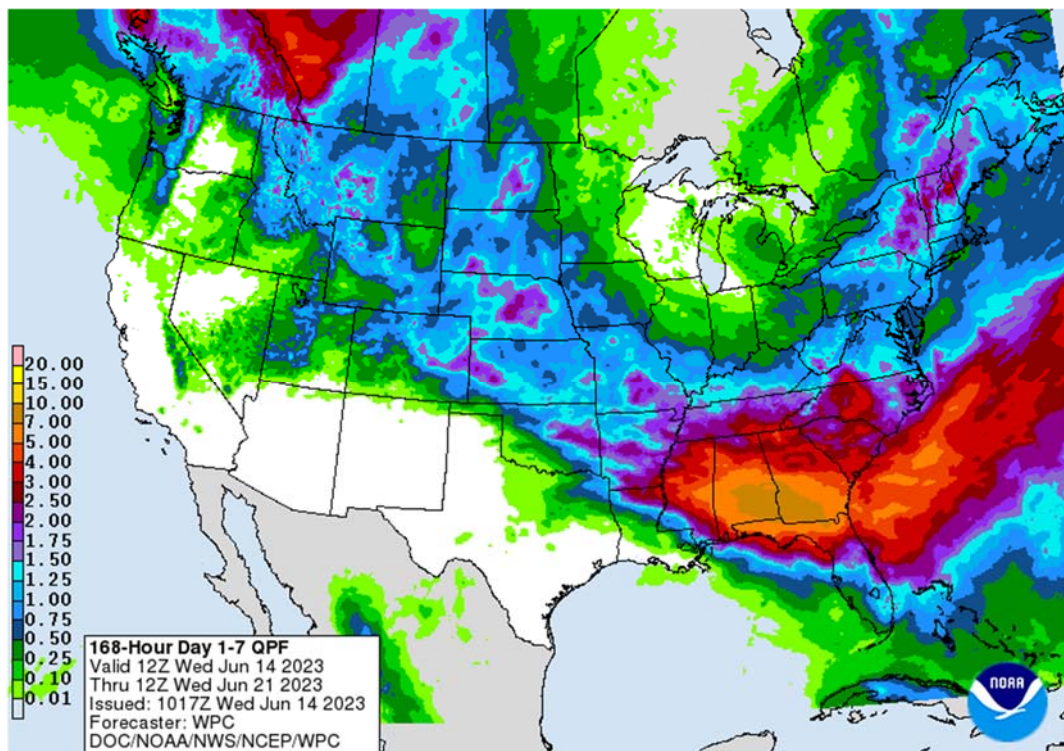 20.00
15.00
10.00
7.00
5.00
4.00
3.00
2.50
2.00
1.75
1.50
1.25
1.00
0.75
0.50
0.25
0.10
0.01
168-Hour Day 1-7 QPF
Valid 12Z Wed Jun 14 2023
Thru 12Z Wed Jun 21 2023
Issued: 1017Z Wed Jun 14 2023
Forecaster: WPC
DOC/NOAA/NWS/NCEP/WPC
NOAA